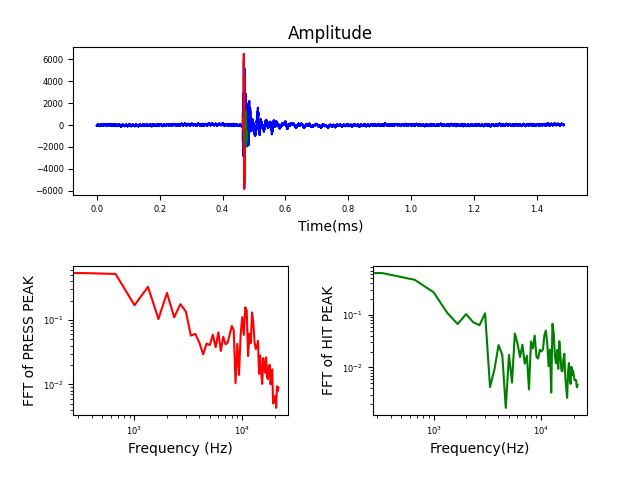 Amplitude
6000
4000
2000
0
−2000
−4000
−6000
0.0 0.2 0.4 0.6 0.8 1.0 1.2 1.4
Time(ms)
FFT of PRESS PEAK
10⁻¹
10⁻²
10³ 10⁴
Frequency (Hz)
FFT of HIT PEAK
10⁻¹
10⁻²
10³ 10⁴
Frequency(Hz)